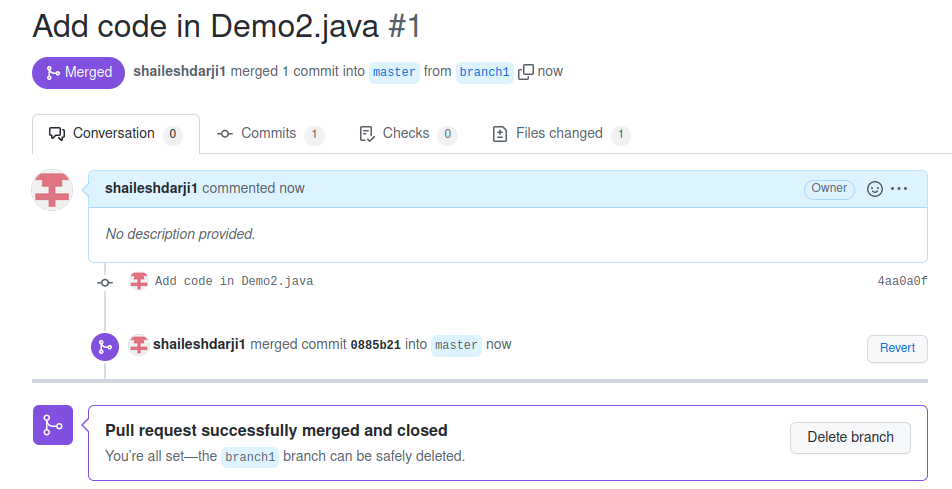 Add code in Demo2.java #1
Merged shaileshdarji1 merged 1 commit into master from branch1 now
Conversation 0 Commits 1 Checks 0 Files changed 1
shaileshdarji1 commented now Owner
No description provided.
Add code in Demo2.java 4aa0a0f
shaileshdarji1 merged commit 0885b21 into master now Revert
Pull request successfully merged and closed
You’re all set—the branch1 branch can be safely deleted.
Delete branch